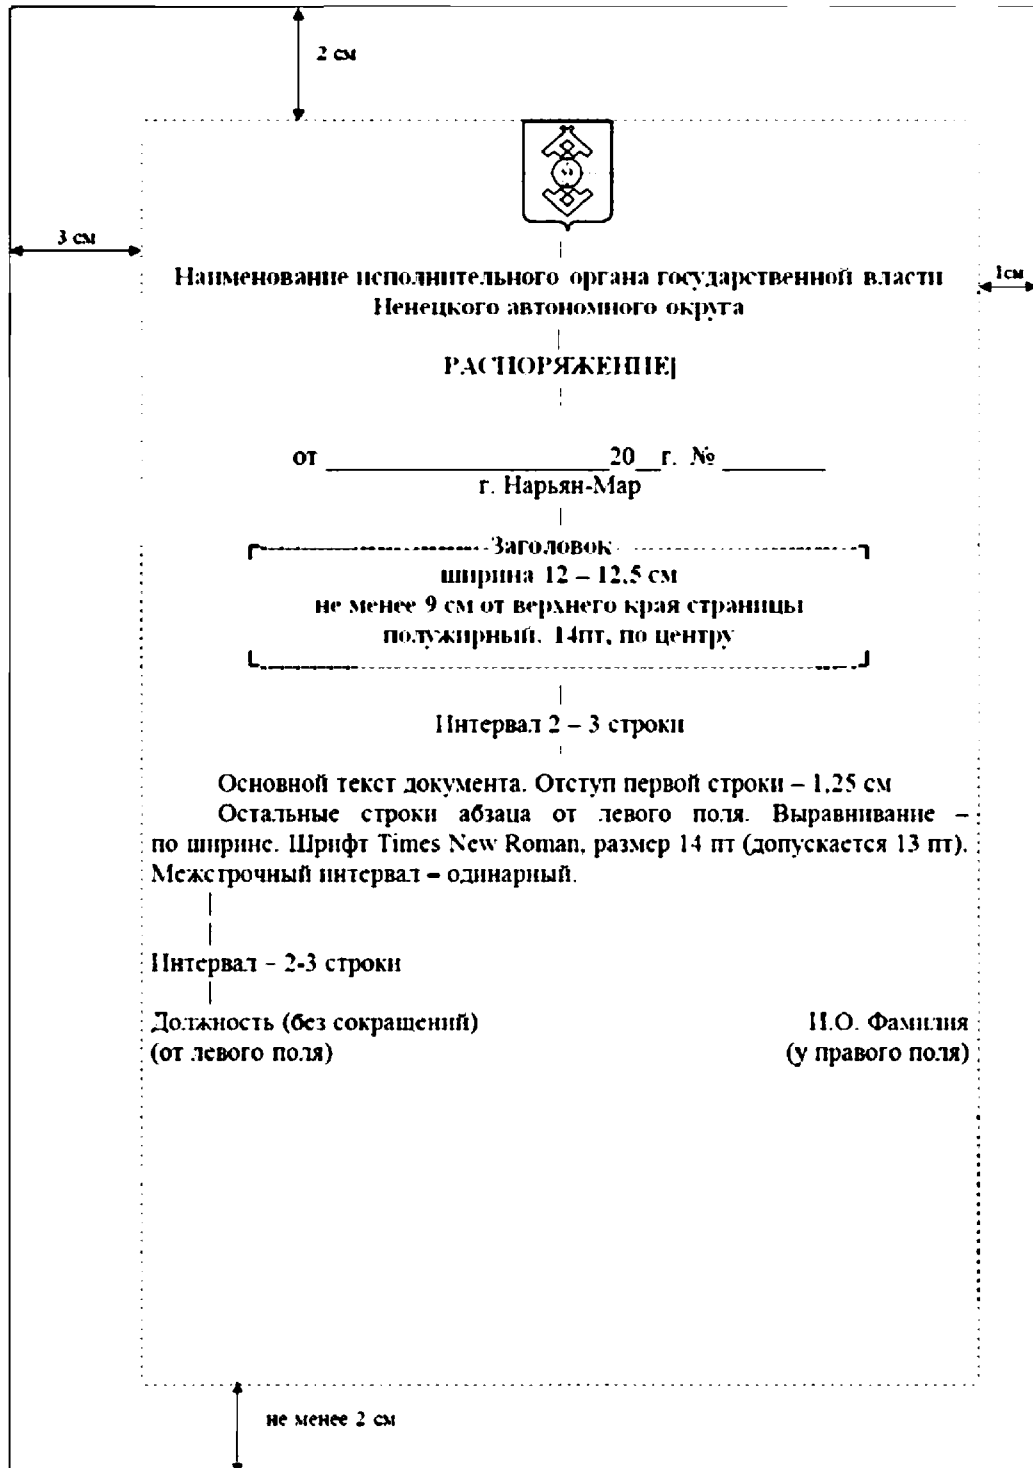 2 см
3 см
Наименование исполнительного органа государственной власти
1см
Ненецкого автономного округа
РАСПОРЯЖЕНИЕ
от ____________________20__г. № ________
г. Нарьян-Мар
Заголовок
ширина 12 – 12,5 см
не менее 9 см от верхнего края страницы
полужирный, 14пт, по центру
Интервал 2 – 3 строки
Основной текст документа. Отступ первой строки – 1,25 см
Остальные строки абзаца от левого поля. Выравнивание –
по ширине. Шрифт Times New Roman, размер 14 пт (допускается 13 пт).
Межстрочный интервал – одинарный.
Интервал – 2-3 строки
Должность (без сокращений) И.О. Фамилия
(от левого поля) (у правого поля)
не менее 2 см